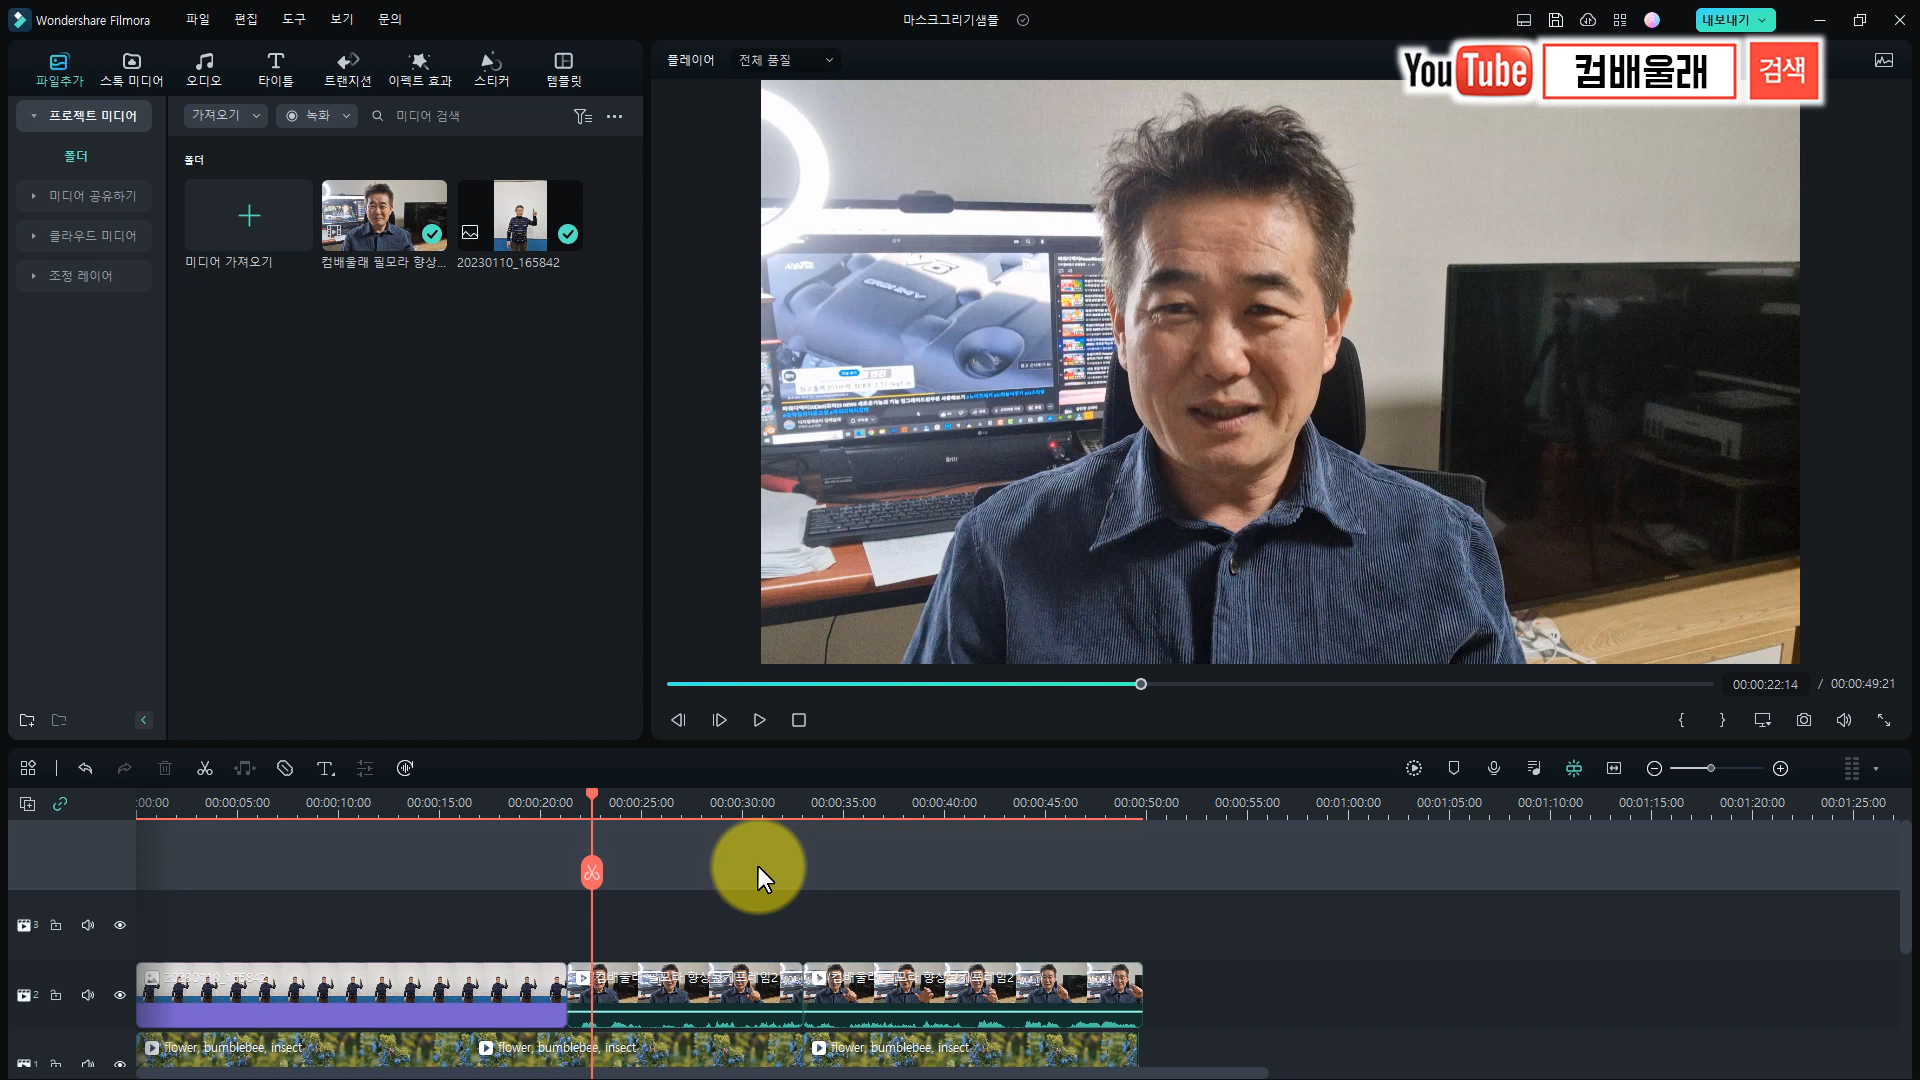 Wondershare Filmora
파일 편집 도구 보기 문의
마스크그리기샘플
내보내기
파일추가 스톡 미디어 오디오 타이틀 트랜지션 이펙트 효과 스티커 템플릿
플레이어 전체 품질
YouTube 컴배울래 검색
프로젝트 미디어
가져오기 녹화 미디어 검색
폴더
폴더
미디어 공유하기
클라우드 미디어
조정 레이어
미디어 가져오기 컴배울래 필모라 향상... 20230110_165842
00:00:22:14 / 00:00:49:21
:00:00 00:00:05:00 00:00:10:00 00:00:15:00 00:00:20:00 00:00:25:00 00:00:30:00 00:00:35:00 00:00:40:00 00:00:45:00 00:00:50:00 00:00:55:00 00:01:00:00 00:01:05:00 00:01:10:00 00:01:15:00 00:01:20:00 00:01:25:00
3
2
20230110_165842
1
flower, bumblebee, insect flower, bumblebee, insect flower, bumblebee, insect